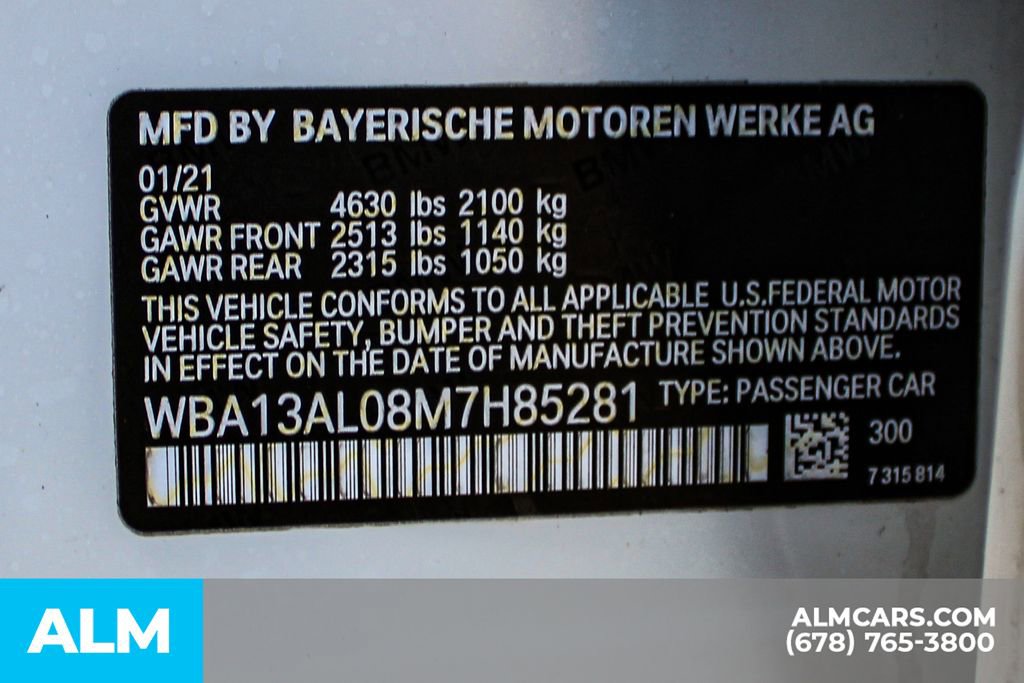 MFD BY BAYERISCHE MOTOREN WERKE AG
01/21
GVWR 4630 lbs 2100 kg
GAWR FRONT 2513 lbs 1140 kg
GAWR REAR 2315 lbs 1050 kg
THIS VEHICLE CONFORMS TO ALL APPLICABLE U.S.FEDERAL MOTOR
VEHICLE SAFETY, BUMPER AND THEFT PREVENTION STANDARDS
IN EFFECT ON THE DATE OF MANUFACTURE SHOWN ABOVE.
WBA13AL08M7H85281 TYPE: PASSENGER CAR
300
7 315 814
ALM
ALMCARS.COM
(678) 765-3800